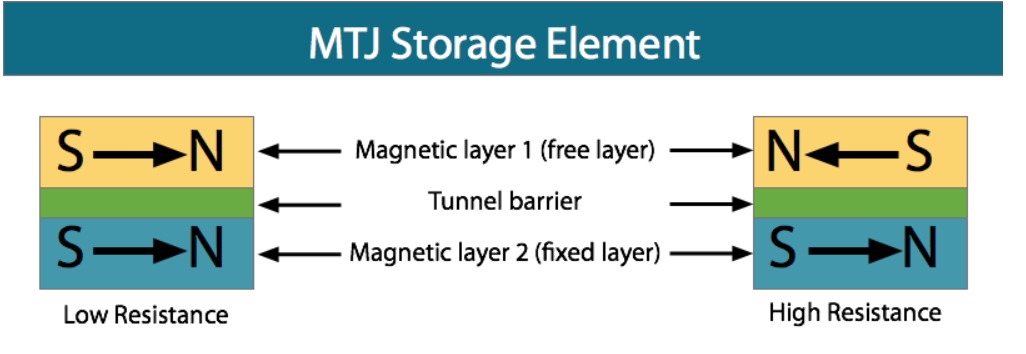 MTJ Storage Element
S N
Magnetic layer 1 (free layer)
N S
Tunnel barrier
S N
Magnetic layer 2 (fixed layer)
S N
Low Resistance
High Resistance